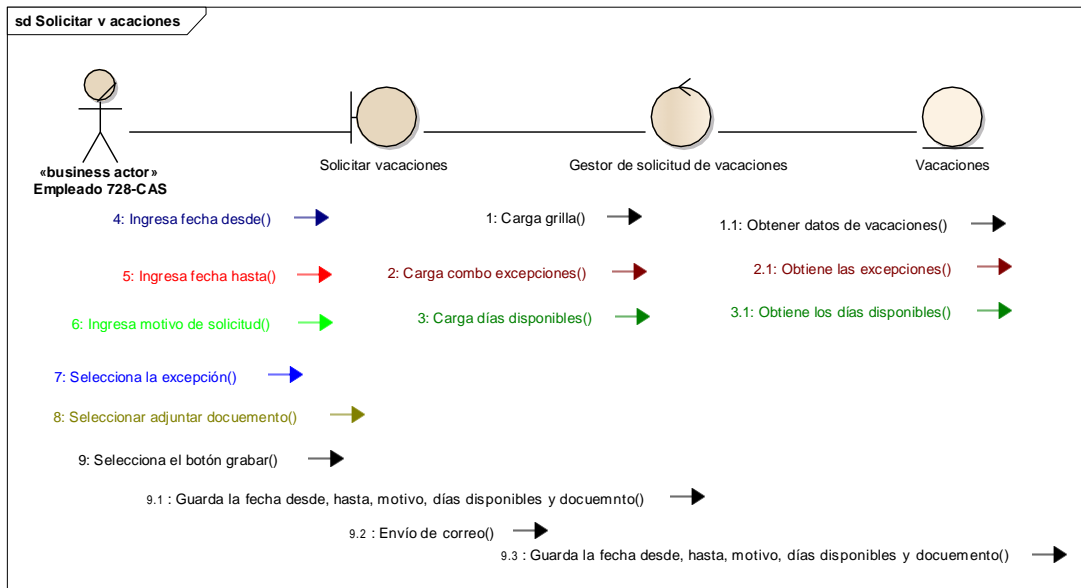 sd Solicitar v acaciones
«business actor»
Empleado 728-CAS
Solicitar vacaciones
Gestor de solicitud de vacaciones
Vacaciones
4: Ingresa fecha desde()
1: Carga grilla()
1.1: Obtener datos de vacaciones()
5: Ingresa fecha hasta()
2: Carga combo excepciones()
2.1: Obtiene las excepciones()
6: Ingresa motivo de solicitud()
3: Carga días disponibles()
3.1: Obtiene los días disponibles()
7: Selecciona la excepción()
8: Seleccionar adjuntar docuemento()
9: Selecciona el botón grabar()
9.1 : Guarda la fecha desde, hasta, motivo, días disponibles y docuemnto()
9.2 : Envío de correo()
9.3 : Guarda la fecha desde, hasta, motivo, días disponibles y docuemento()